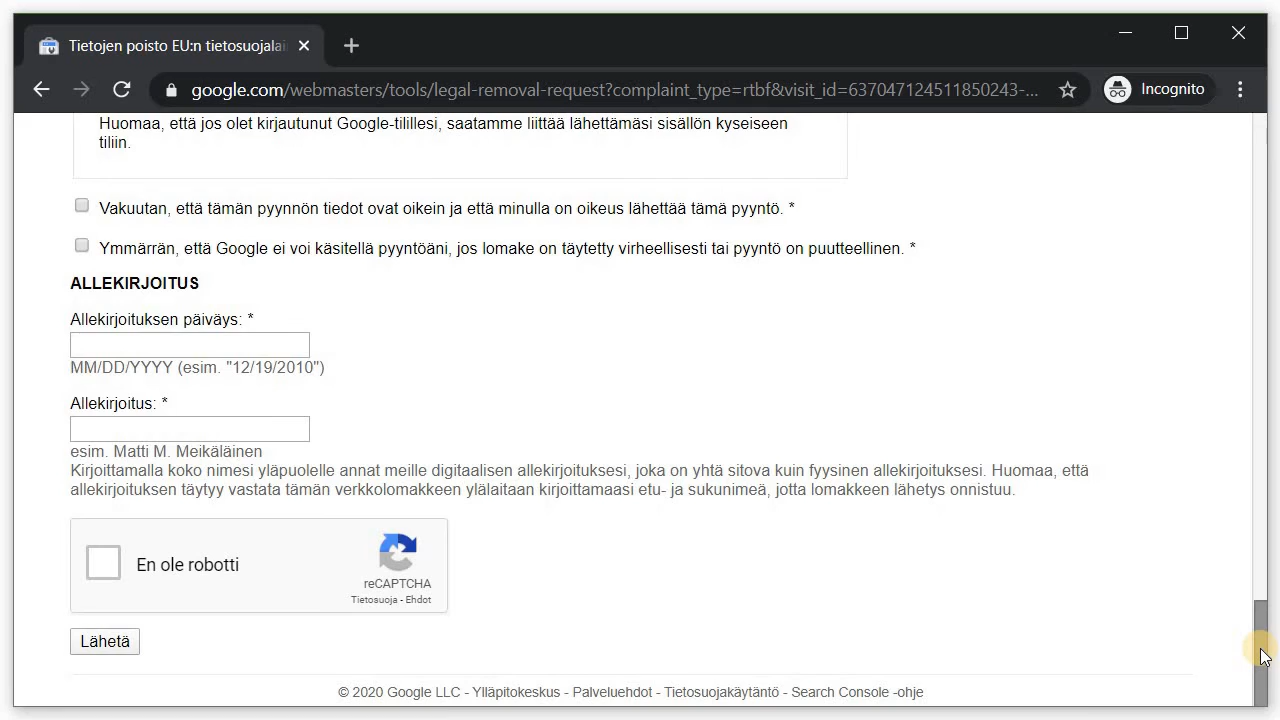 Tietojen poisto EU:n tietosuojalai
google.com/webmasters/tools/legal-removal-request?complaint_type=rtbf&visit_id=637047124511850243-...
Incognito
Huomaa, että jos olet kirjautunut Google-tilillesi, saatamme liittää lähettämäsi sisällön kyseiseen
tiliin.
Vakuutan, että tämän pyynnön tiedot ovat oikein ja että minulla on oikeus lähettää tämä pyyntö. *
Ymmärrän, että Google ei voi käsitellä pyyntöäni, jos lomake on täytetty virheellisesti tai pyyntö on puutteellinen. *
ALLEKIRJOITUS
Allekirjoituksen päiväys: *
MM/DD/YYYY (esim. "12/19/2010")
Allekirjoitus: *
esim. Matti M. Meikäläinen
Kirjoittamalla koko nimesi yläpuolelle annat meille digitaalisen allekirjoituksesi, joka on yhtä sitova kuin fyysinen allekirjoituksesi. Huomaa, että
allekirjoituksen täytyy vastata tämän verkkolomakkeen ylälaitaan kirjoittamaasi etu- ja sukunimeä, jotta lomakkeen lähetys onnistuu.
En ole robotti
reCAPTCHA
Tietosuoja - Ehdot
Lähetä
© 2020 Google LLC - Ylläpitokeskus - Palveluehdot - Tietosuojakäytäntö - Search Console -ohje